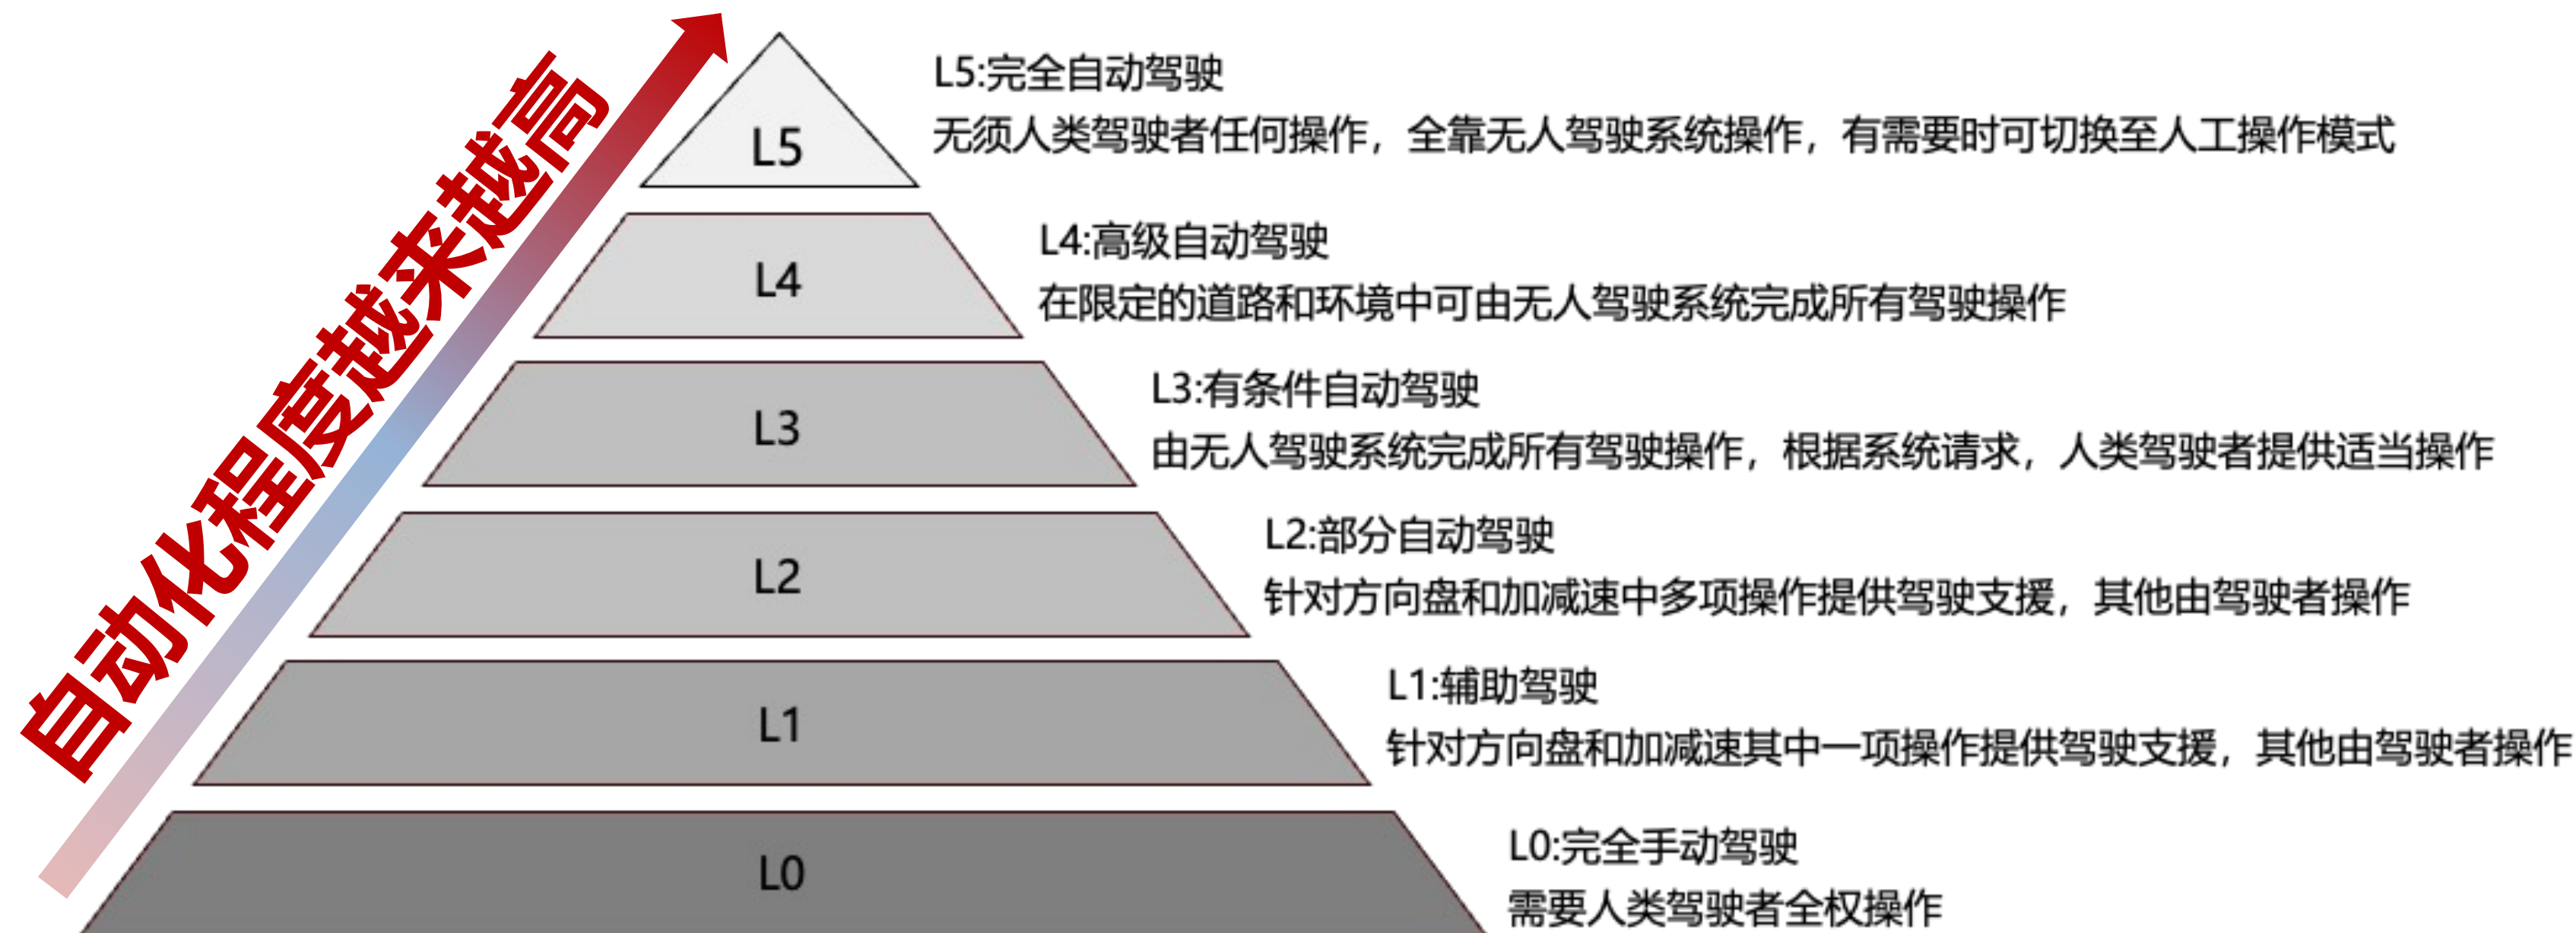 自动化程度越来越高
L5
L5:完全自动驾驶
无须人类驾驶者任何操作，全靠无人驾驶系统操作，有需要时可切换至人工操作模式
L4
L4:高级自动驾驶
在限定的道路和环境中可由无人驾驶系统完成所有驾驶操作
L3
L3:有条件自动驾驶
由无人驾驶系统完成所有驾驶操作，根据系统请求，人类驾驶者提供适当操作
L2
L2:部分自动驾驶
针对方向盘和加减速中多项操作提供驾驶支援，其他由驾驶者操作
L1
L1:辅助驾驶
针对方向盘和加减速其中一项操作提供驾驶支援，其他由驾驶者操作
L0
L0:完全手动驾驶
需要人类驾驶者全权操作